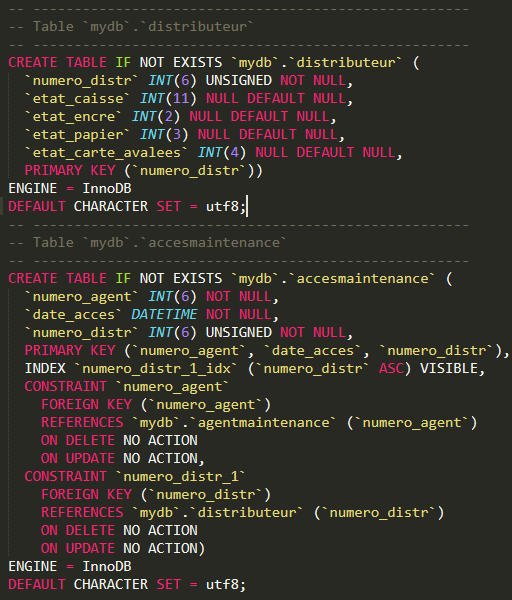 -- -----------------------------------------------------
-- Table `mydb`.`distributeur`
-- -----------------------------------------------------
CREATE TABLE IF NOT EXISTS `mydb`.`distributeur` (
  `numero_distr` INT(6) UNSIGNED NOT NULL,
  `etat_caisse` INT(11) NULL DEFAULT NULL,
  `etat_encre` INT(2) NULL DEFAULT NULL,
  `etat_papier` INT(3) NULL DEFAULT NULL,
  `etat_carte_avalees` INT(4) NULL DEFAULT NULL,
  PRIMARY KEY (`numero_distr`))
ENGINE = InnoDB
DEFAULT CHARACTER SET = utf8;
-- -----------------------------------------------------
-- Table `mydb`.`accesmaintenance`
-- -----------------------------------------------------
CREATE TABLE IF NOT EXISTS `mydb`.`accesmaintenance` (
  `numero_agent` INT(6) NOT NULL,
  `date_acces` DATETIME NOT NULL,
  `numero_distr` INT(6) UNSIGNED NOT NULL,
  PRIMARY KEY (`numero_agent`, `date_acces`, `numero_distr`),
  INDEX `numero_distr_1_idx` (`numero_distr` ASC) VISIBLE,
  CONSTRAINT `numero_agent`
    FOREIGN KEY (`numero_agent`)
    REFERENCES `mydb`.`agentmaintenance` (`numero_agent`)
    ON DELETE NO ACTION
    ON UPDATE NO ACTION,
  CONSTRAINT `numero_distr_1`
    FOREIGN KEY (`numero_distr`)
    REFERENCES `mydb`.`distributeur` (`numero_distr`)
    ON DELETE NO ACTION
    ON UPDATE NO ACTION)
ENGINE = InnoDB
DEFAULT CHARACTER SET = utf8;